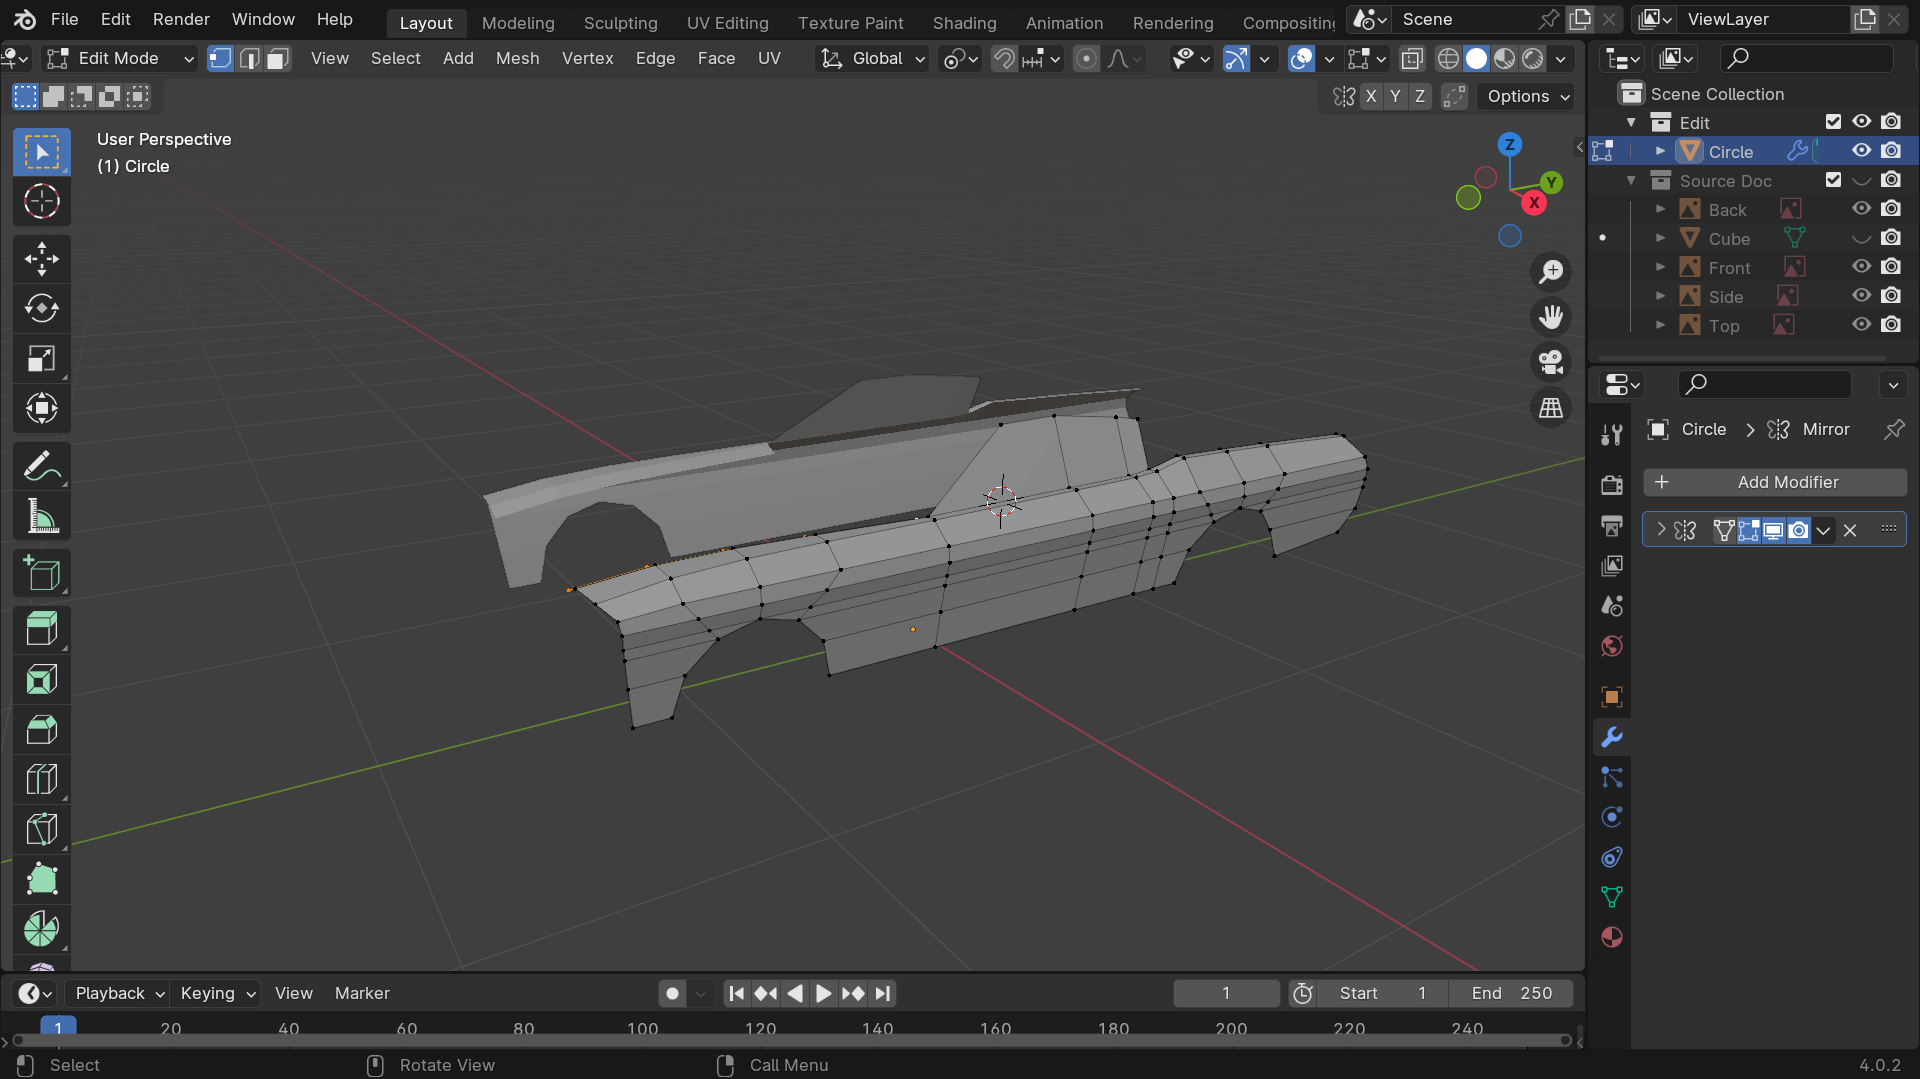 File Edit Render Window Help Layout Modeling Sculpting UV Editing Texture Paint Shading Animation Rendering Compositing Scene ViewLayer
Edit Mode View Select Add Mesh Vertex Edge Face UV Global
X Y Z Options
User Perspective
(1) Circle
Z
Y
X
Scene Collection
Edit
Circle
Source Doc
Back
Cube
Front
Side
Top
Circle > Mirror
+ Add Modifier
Playback Keying View Marker 1 Start 1 End 250
1 20 40 60 80 100 120 140 160 180 200 220 240
Select Rotate View Call Menu 4.0.2